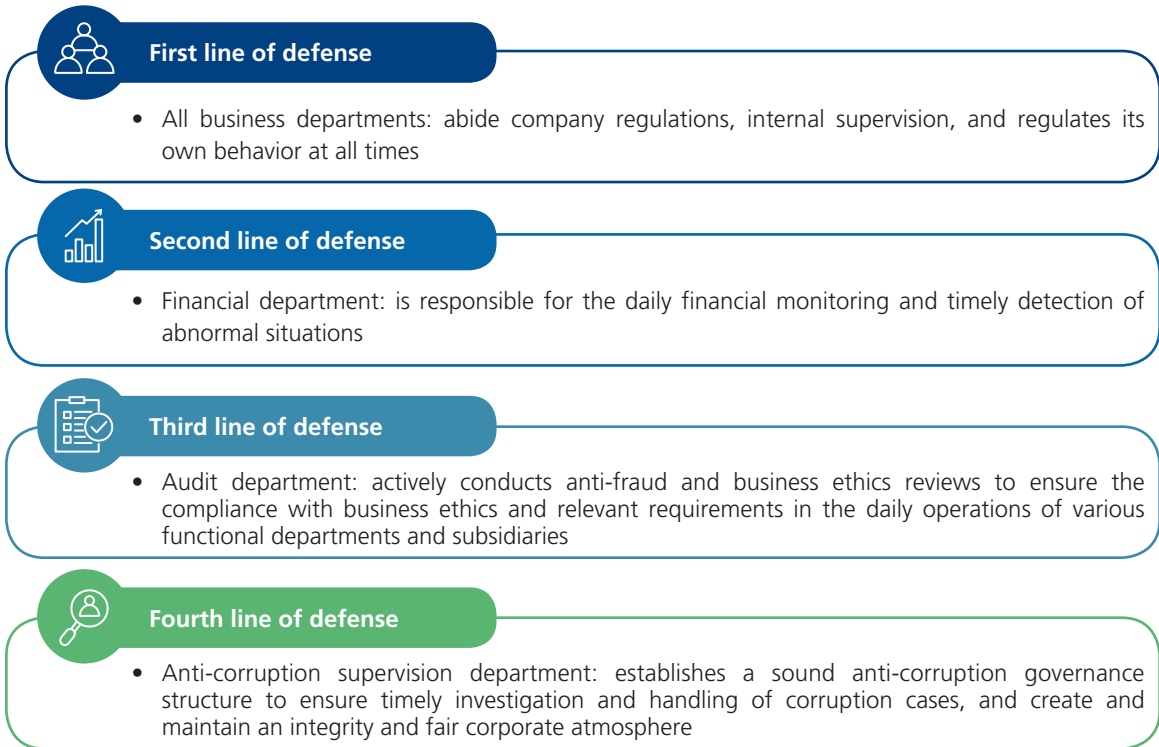 First line of defense
• All business departments: abide company regulations, internal supervision, and regulates its
own behavior at all times
Second line of defense
• Financial department: is responsible for the daily financial monitoring and timely detection of
abnormal situations
Third line of defense
• Audit department: actively conducts anti-fraud and business ethics reviews to ensure the
compliance with business ethics and relevant requirements in the daily operations of various
functional departments and subsidiaries
Fourth line of defense
• Anti-corruption supervision department: establishes a sound anti-corruption governance
structure to ensure timely investigation and handling of corruption cases, and create and
maintain an integrity and fair corporate atmosphere